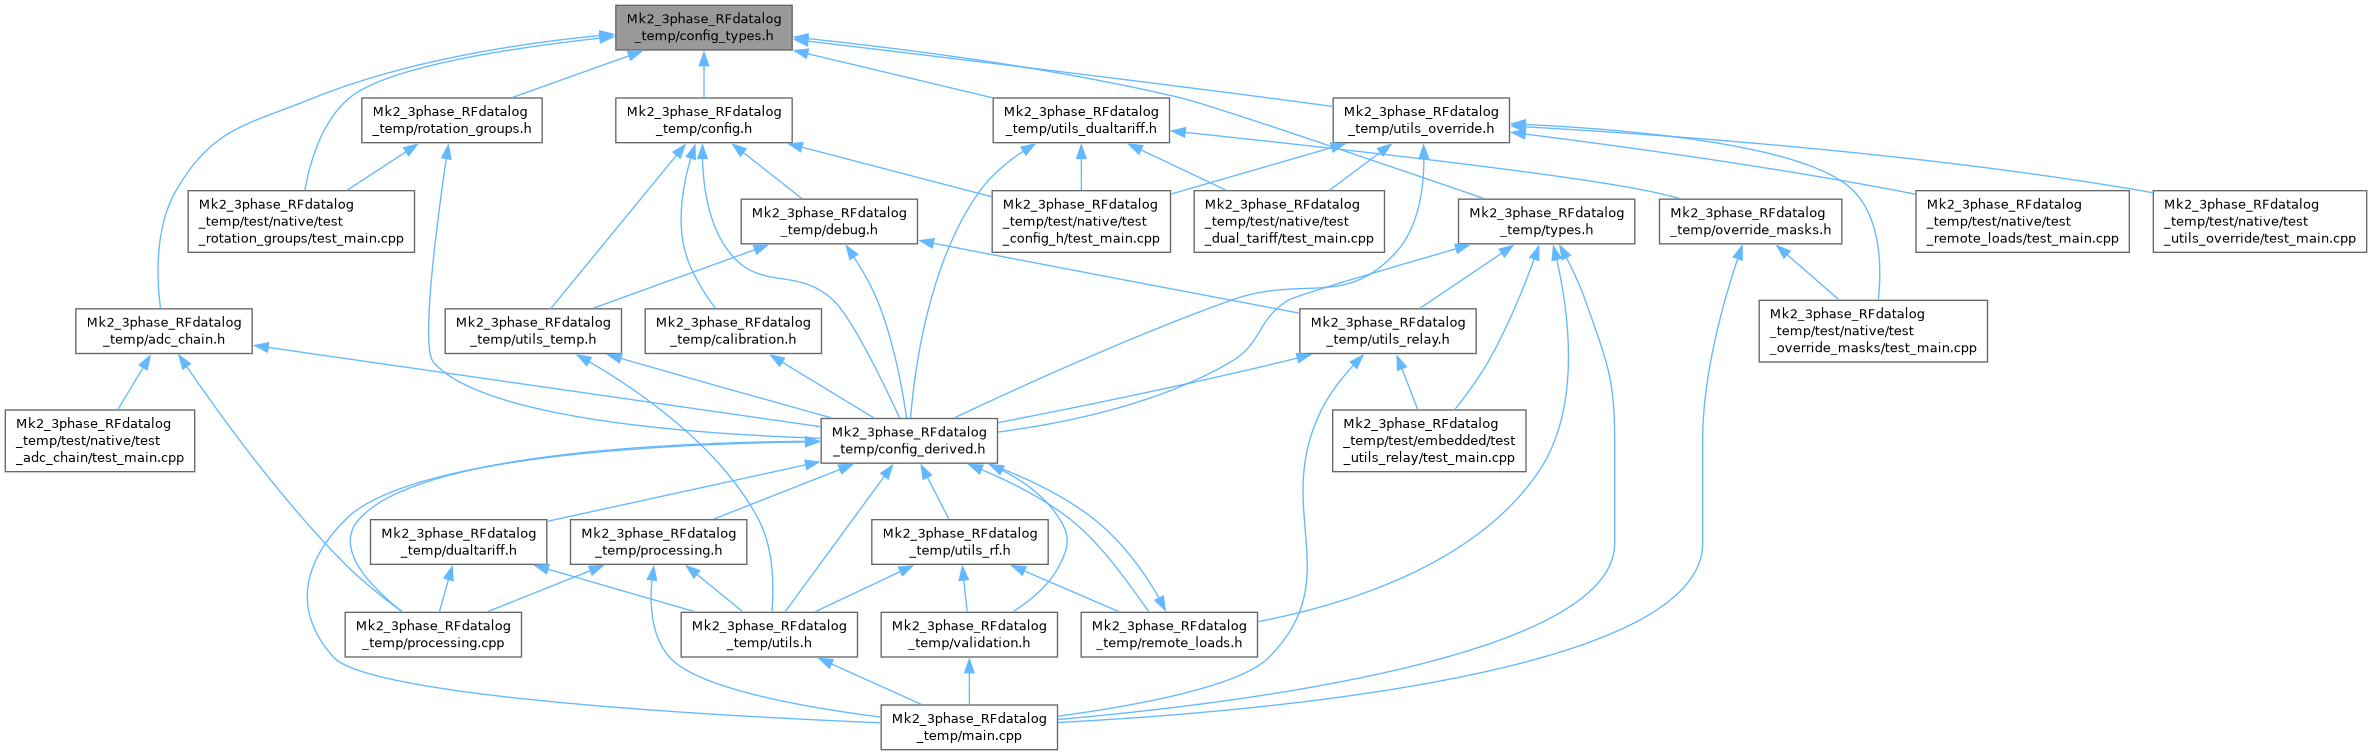 Mk2_3phase_RFdatalog
_temp/config_types.h
Mk2_3phase_RFdatalog
_temp/rotation_groups.h
Mk2_3phase_RFdatalog
_temp/config.h
Mk2_3phase_RFdatalog
_temp/utils_dualtariff.h
Mk2_3phase_RFdatalog
_temp/utils_override.h
Mk2_3phase_RFdatalog
_temp/test/native/test
_rotation_groups/test_main.cpp
Mk2_3phase_RFdatalog
_temp/debug.h
Mk2_3phase_RFdatalog
_temp/test/native/test
_config_h/test_main.cpp
Mk2_3phase_RFdatalog
_temp/test/native/test
_dual_tariff/test_main.cpp
Mk2_3phase_RFdatalog
_temp/types.h
Mk2_3phase_RFdatalog
_temp/override_masks.h
Mk2_3phase_RFdatalog
_temp/test/native/test
_remote_loads/test_main.cpp
Mk2_3phase_RFdatalog
_temp/test/native/test
_utils_override/test_main.cpp
Mk2_3phase_RFdatalog
_temp/adc_chain.h
Mk2_3phase_RFdatalog
_temp/utils_temp.h
Mk2_3phase_RFdatalog
_temp/calibration.h
Mk2_3phase_RFdatalog
_temp/utils_relay.h
Mk2_3phase_RFdatalog
_temp/test/native/test
_override_masks/test_main.cpp
Mk2_3phase_RFdatalog
_temp/test/native/test
_adc_chain/test_main.cpp
Mk2_3phase_RFdatalog
_temp/config_derived.h
Mk2_3phase_RFdatalog
_temp/test/embedded/test
_utils_relay/test_main.cpp
Mk2_3phase_RFdatalog
_temp/dualtariff.h
Mk2_3phase_RFdatalog
_temp/processing.h
Mk2_3phase_RFdatalog
_temp/utils_rf.h
Mk2_3phase_RFdatalog
_temp/processing.cpp
Mk2_3phase_RFdatalog
_temp/utils.h
Mk2_3phase_RFdatalog
_temp/validation.h
Mk2_3phase_RFdatalog
_temp/remote_loads.h
Mk2_3phase_RFdatalog
_temp/main.cpp